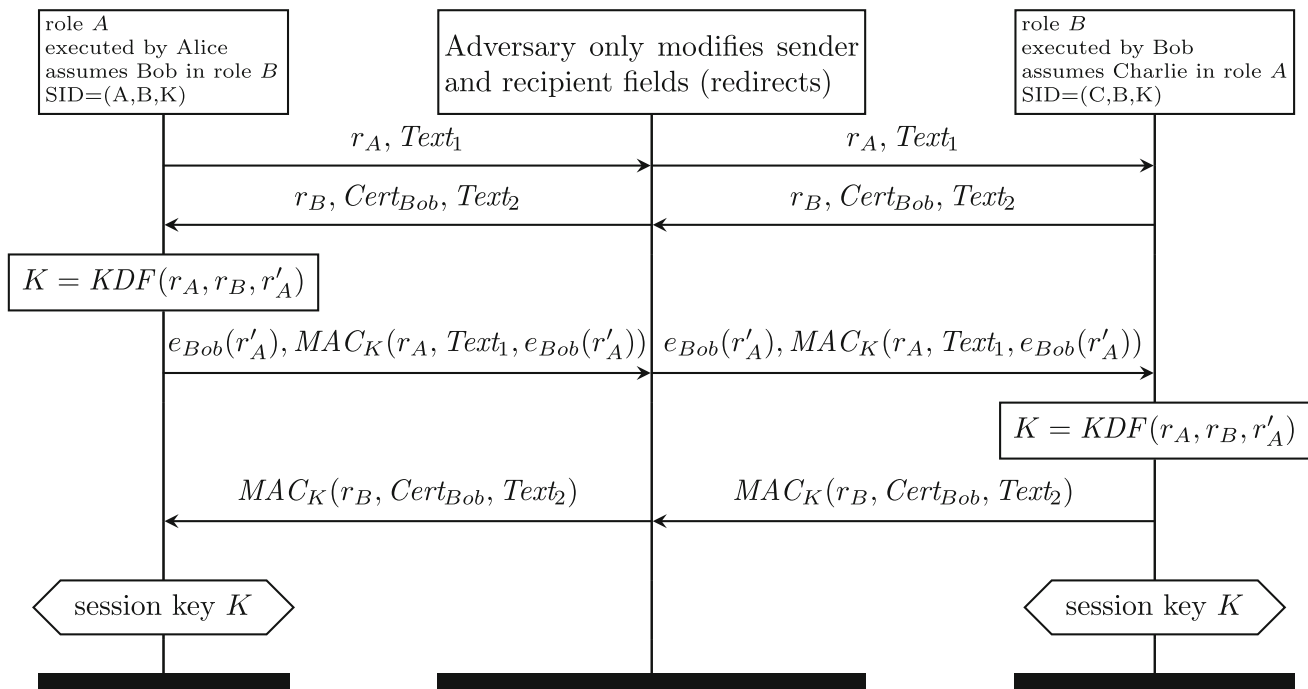 role A
executed by Alice
assumes Bob in role B
SID=(A,B,K)
Adversary only modifies sender
and recipient fields (redirects)
role B
executed by Bob
assumes Charlie in role A
SID=(C,B,K)
r_A, Text_1
r_A, Text_1
r_B, Cert_Bob, Text_2
r_B, Cert_Bob, Text_2
K = KDF(r_A, r_B, r'_A)
e_Bob(r'_A), MAC_K(r_A, Text_1, e_Bob(r'_A))
e_Bob(r'_A), MAC_K(r_A, Text_1, e_Bob(r'_A))
K = KDF(r_A, r_B, r'_A)
MAC_K(r_B, Cert_Bob, Text_2)
MAC_K(r_B, Cert_Bob, Text_2)
session key K
session key K